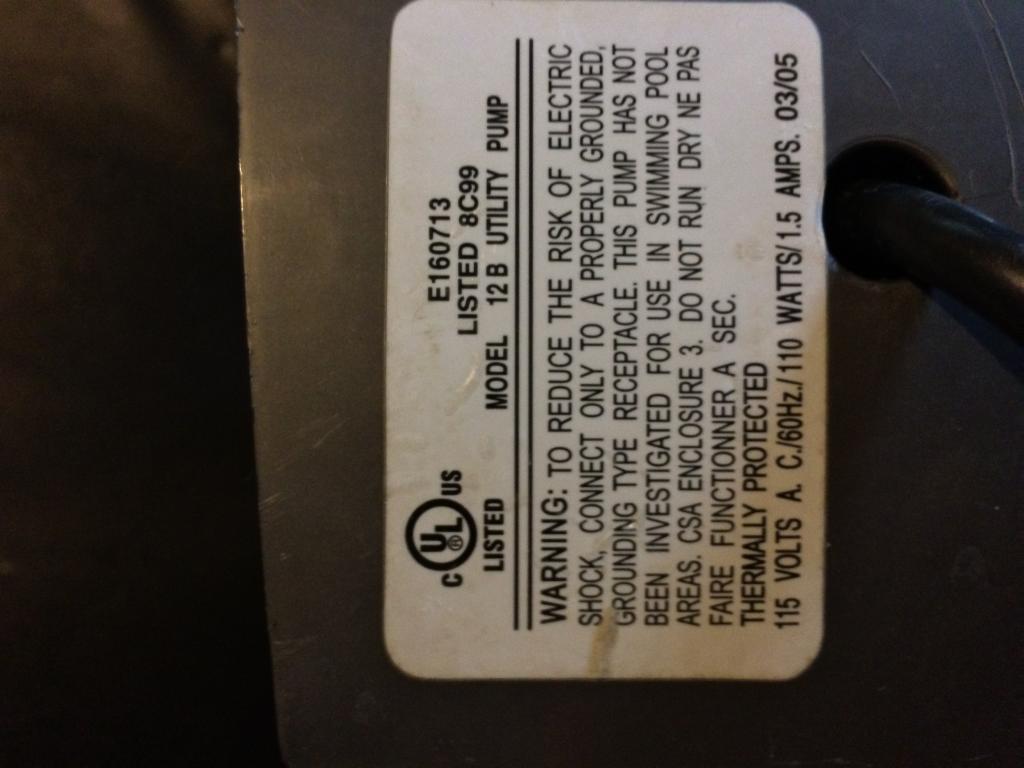 E160713
LISTED 8C99
MODEL 12 B UTILITY PUMP
C UL® US
LISTED
WARNING: TO REDUCE THE RISK OF ELECTRIC
SHOCK, CONNECT ONLY TO A PROPERLY GROUNDED,
GROUNDING TYPE RECEPTACLE. THIS PUMP HAS NOT
BEEN INVESTIGATED FOR USE IN SWIMMING POOL
AREAS. CSA ENCLOSURE 3. DO NOT RUN DRY NE PAS
FAIRE FUNCTIONNER A SEC.
THERMALLY PROTECTED
115 VOLTS A. C./60Hz./110 WATTS/1.5 AMPS. 03/05